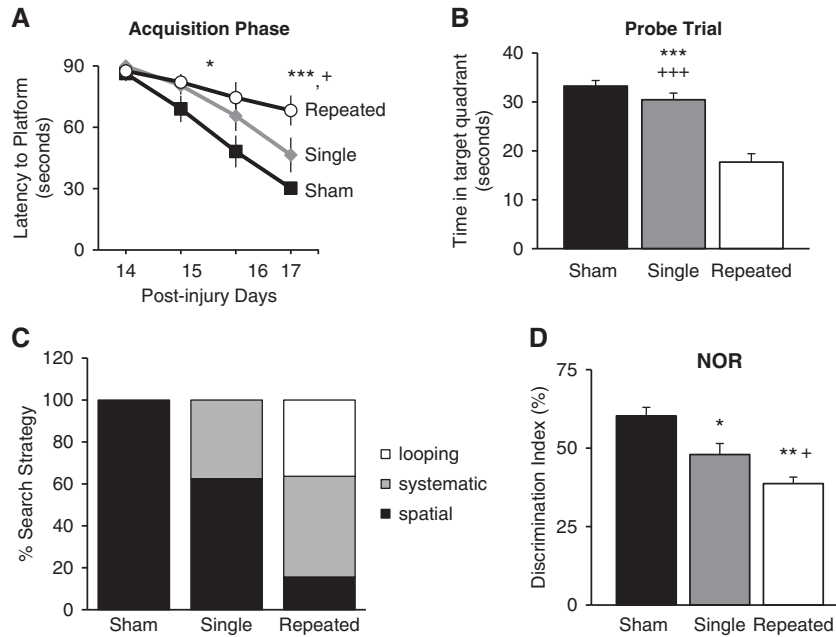 A
Acquisition Phase
Latency to Platform
(seconds)
90
60
30
0
*
***,+
Repeated
Single
Sham
14
15
16
17
Post-injury Days
B
Probe Trial
Time in target quadrant
(seconds)
40
30
20
10
0
***
+++
Sham
Single
Repeated
C
% Search Strategy
120
100
80
60
40
20
0
looping
systematic
spatial
Sham
Single
Repeated
D
NOR
Discrimination Index (%)
75
50
25
0
*
** +
Sham
Single
Repeated